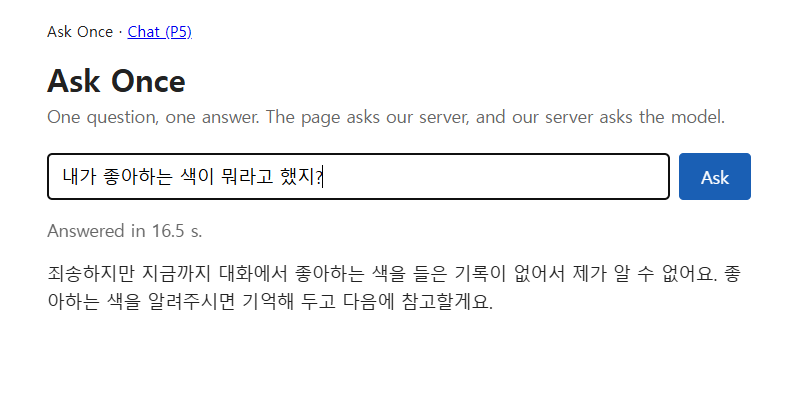 Ask Once · Chat (P5)
Ask Once
One question, one answer. The page asks our server, and our server asks the model.
내가 좋아하는 색이 뭐라고 했지?
Ask
Answered in 16.5 s.
죄송하지만 지금까지 대화에서 좋아하는 색을 들은 기록이 없어서 제가 알 수 없어요. 좋
아하는 색을 알려주시면 기억해 두고 다음에 참고할게요.